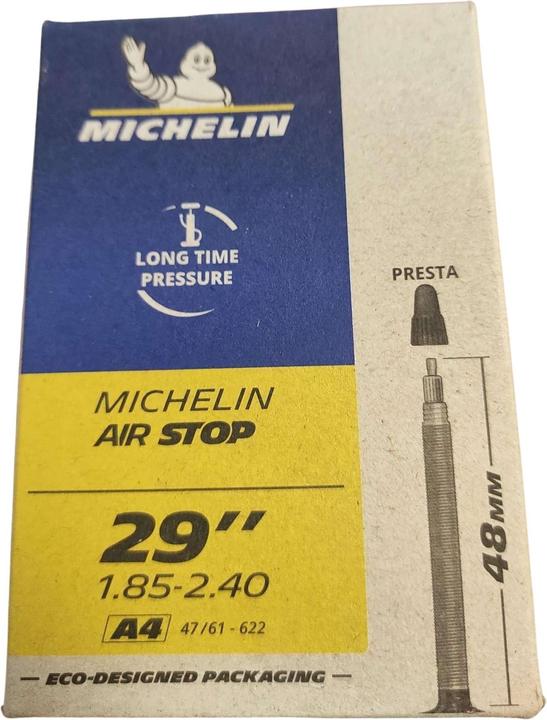 MICHELIN
LONG TIME
PRESSURE
PRESTA
MICHELIN
AIR STOP
29″
1.85-2.40
A4 47/61 - 622
48MM
— ECO-DESIGNED PACKAGING —